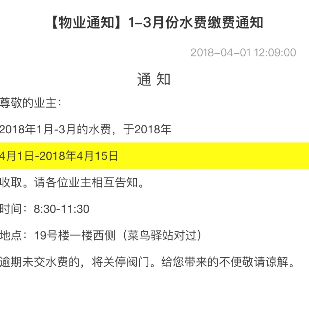 【物业通知】1-3月份水费缴费通知
2018-04-01 12:09:00
通 知
尊敬的业主：
2018年1月-3月的水费，于2018年
4月1日-2018年4月15日
收取。请各位业主相互告知。
时间：8:30-11:30
地点：19号楼一楼西侧（菜鸟驿站对过）
逾期未交水费的，将关停阀门。给您带来的不便敬请谅解。